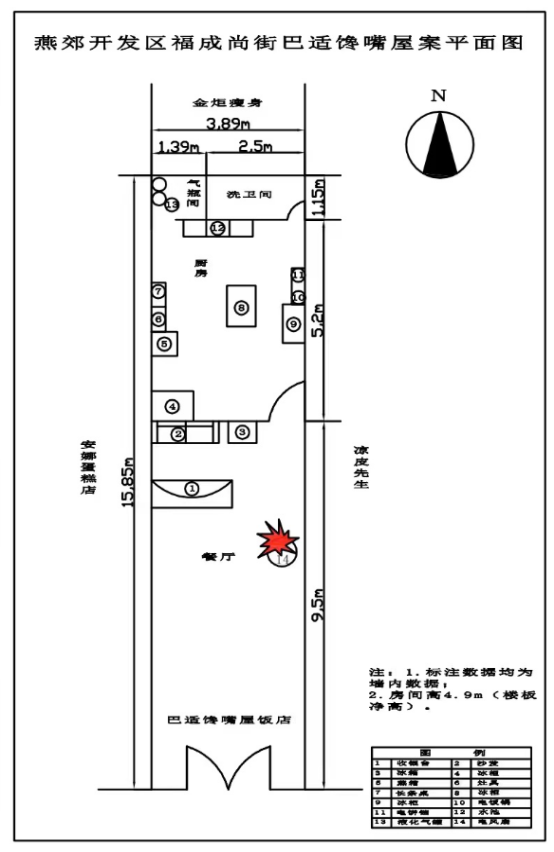 燕郊开发区福成尚街巴适馋嘴屋案平面图
N
金炬瘦身
3.89m
1.39m
2.5m
气瓶间
洗卫间
1.15m
13
12
厨房
11
7
10
8
6
9
5.2m
5
4
2
3
安娜蛋糕店
凉皮先生
15.85m
1
餐厅
14
9.5m
注：1.标注数据均为
墙内数据；
2.房间高4.9m（楼板
净高）。
巴适馋嘴屋饭店
图 例
1 收银台 2 沙发
3 冰箱 4 冰柜
5 蒸箱 6 灶具
7 长条桌 8 冰柜
9 冰柜 10 电饭锅
11 电饼铛 12 水池
13 液化气罐 14 电风扇